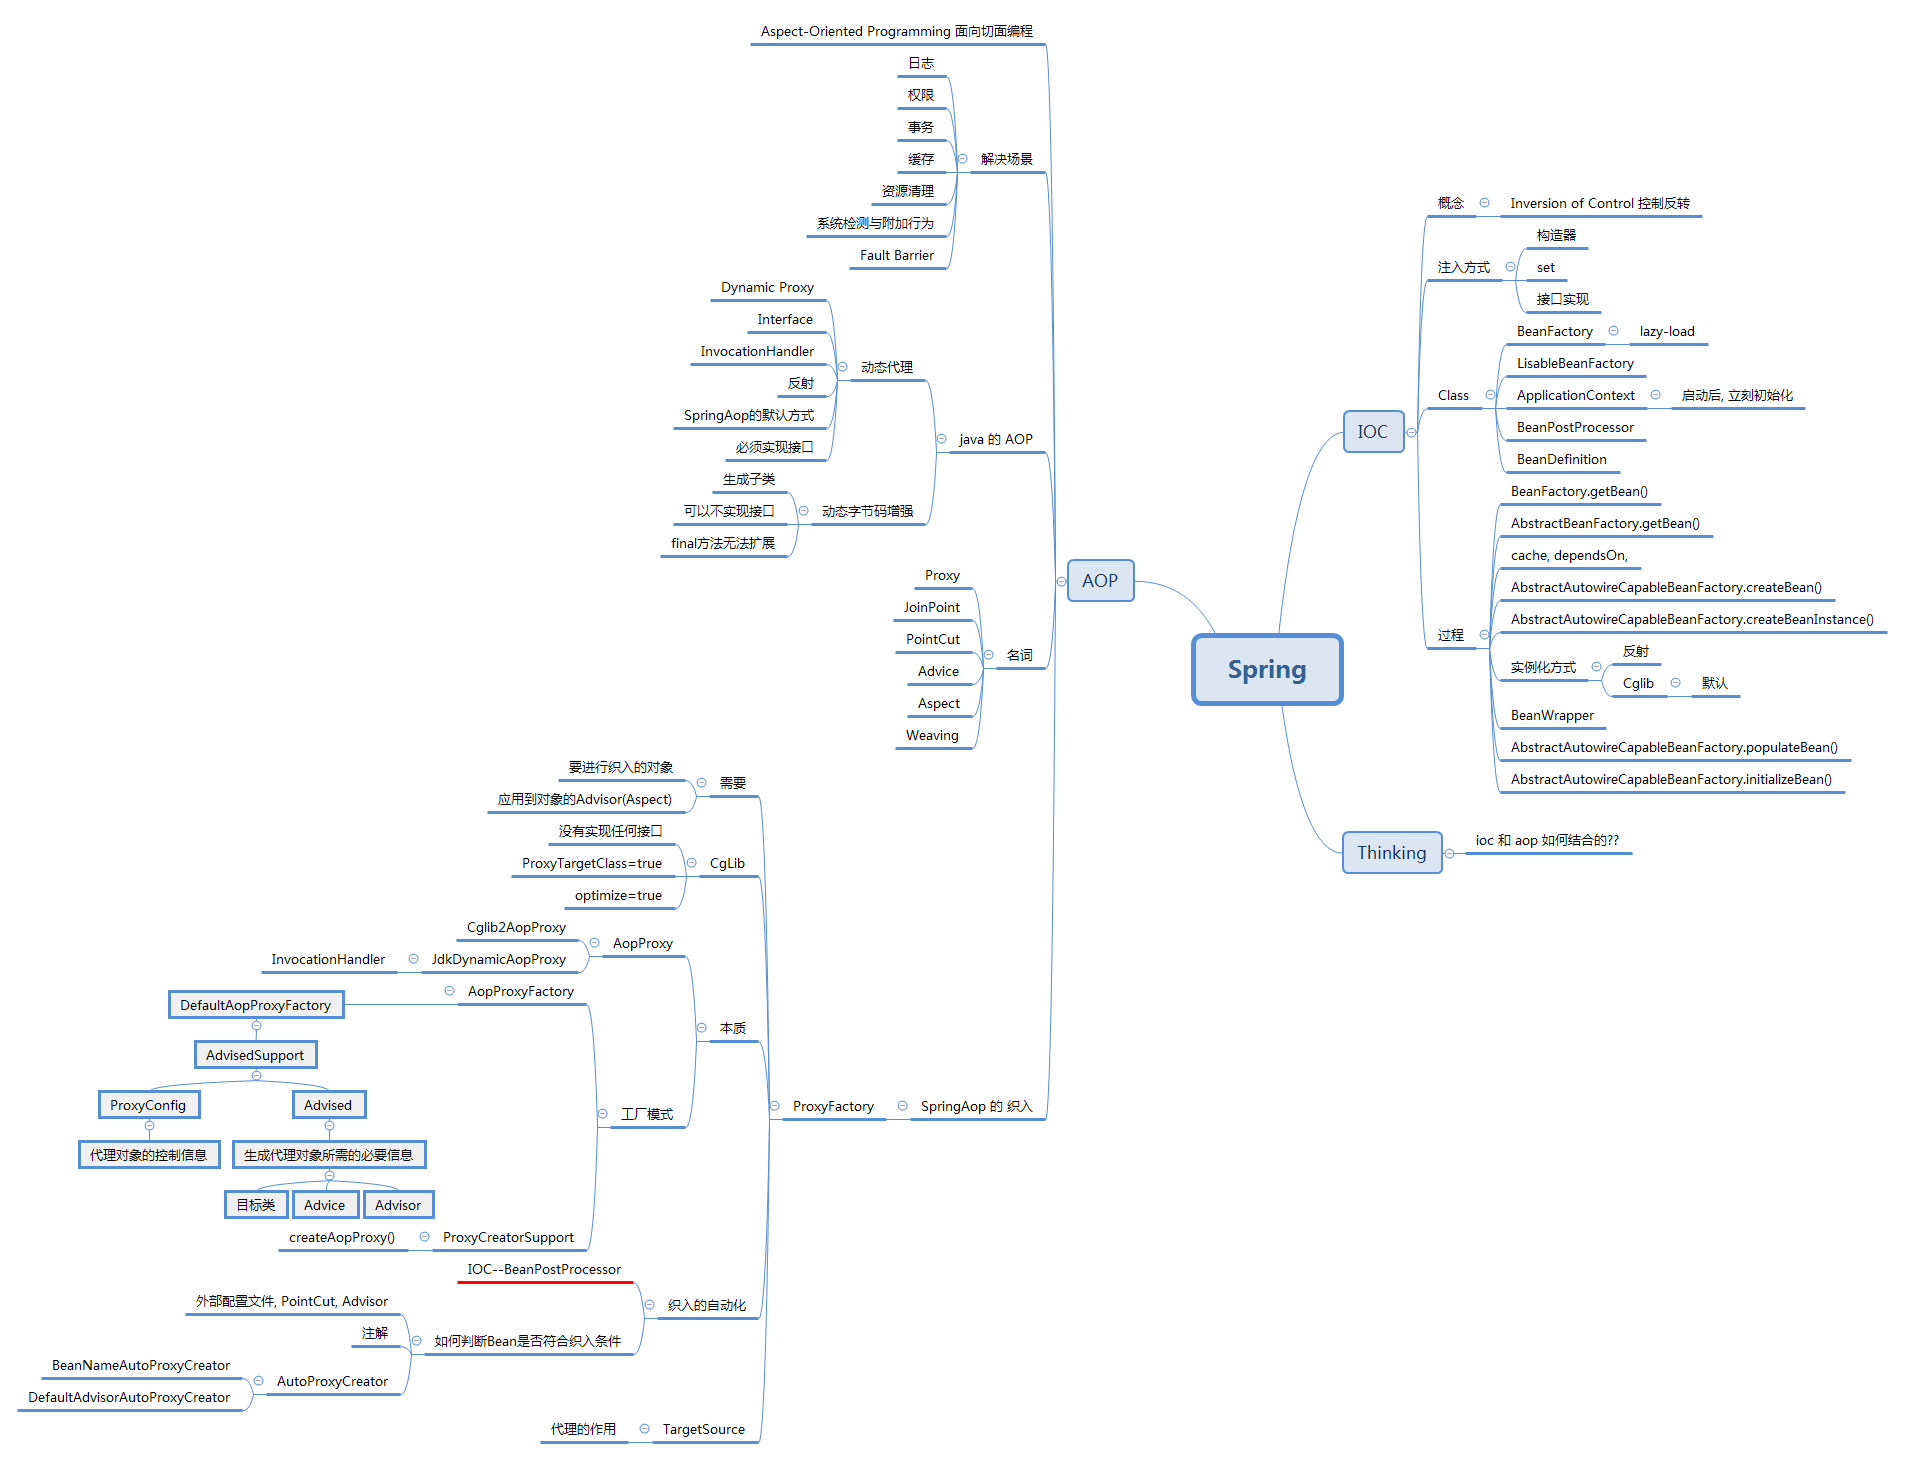 Spring
IOC
概念
Inversion of Control 控制反转
注入方式
构造器
set
接口实现
Class
BeanFactory
lazy-load
LisableBeanFactory
ApplicationContext
启动后, 立刻初始化
BeanPostProcessor
BeanDefinition
过程
BeanFactory.getBean()
AbstractBeanFactory.getBean()
cache, dependsOn,
AbstractAutowireCapableBeanFactory.createBean()
AbstractAutowireCapableBeanFactory.createBeanInstance()
实例化方式
反射
Cglib
默认
BeanWrapper
AbstractAutowireCapableBeanFactory.populateBean()
AbstractAutowireCapableBeanFactory.initializeBean()
Thinking
ioc 和 aop 如何结合的??
AOP
Aspect-Oriented Programming 面向切面编程
解决场景
日志
权限
事务
缓存
资源清理
系统检测与附加行为
Fault Barrier
java 的 AOP
动态代理
Dynamic Proxy
Interface
InvocationHandler
反射
SpringAop的默认方式
必须实现接口
动态字节码增强
生成子类
可以不实现接口
final方法无法扩展
名词
Proxy
JoinPoint
PointCut
Advice
Aspect
Weaving
SpringAop 的 织入
ProxyFactory
需要
要进行织入的对象
应用到对象的Advisor(Aspect)
CgLib
没有实现任何接口
ProxyTargetClass=true
optimize=true
本质
AopProxy
Cglib2AopProxy
JdkDynamicAopProxy
InvocationHandler
工厂模式
AopProxyFactory
DefaultAopProxyFactory
AdvisedSupport
ProxyConfig
Advised
代理对象的控制信息
生成代理对象所需的必要信息
目标类
Advice
Advisor
ProxyCreatorSupport
createAopProxy()
织入的自动化
IOC--BeanPostProcessor
如何判断Bean是否符合织入条件
外部配置文件, PointCut, Advisor
注解
AutoProxyCreator
BeanNameAutoProxyCreator
DefaultAdvisorAutoProxyCreator
TargetSource
代理的作用